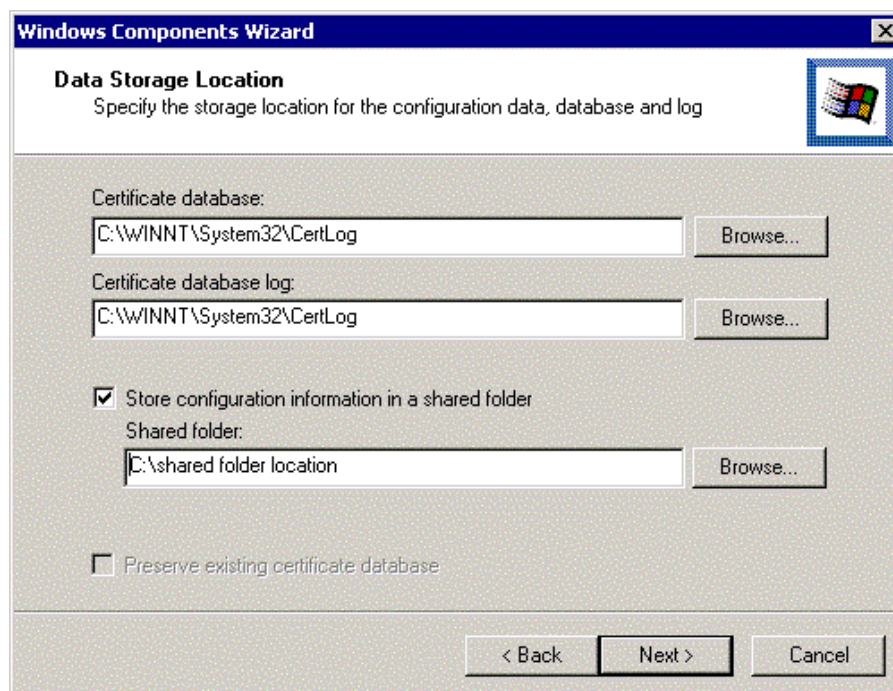 Windows Components Wizard
Data Storage Location
Specify the storage location for the configuration data, database and log
Certificate database:
C:\WINNT\System32\CertLog
Browse...
Certificate database log:
C:\WINNT\System32\CertLog
Browse...
Store configuration information in a shared folder
Shared folder:
C:\shared folder location
Browse...
Preserve existing certificate database
< Back
Next >
Cancel